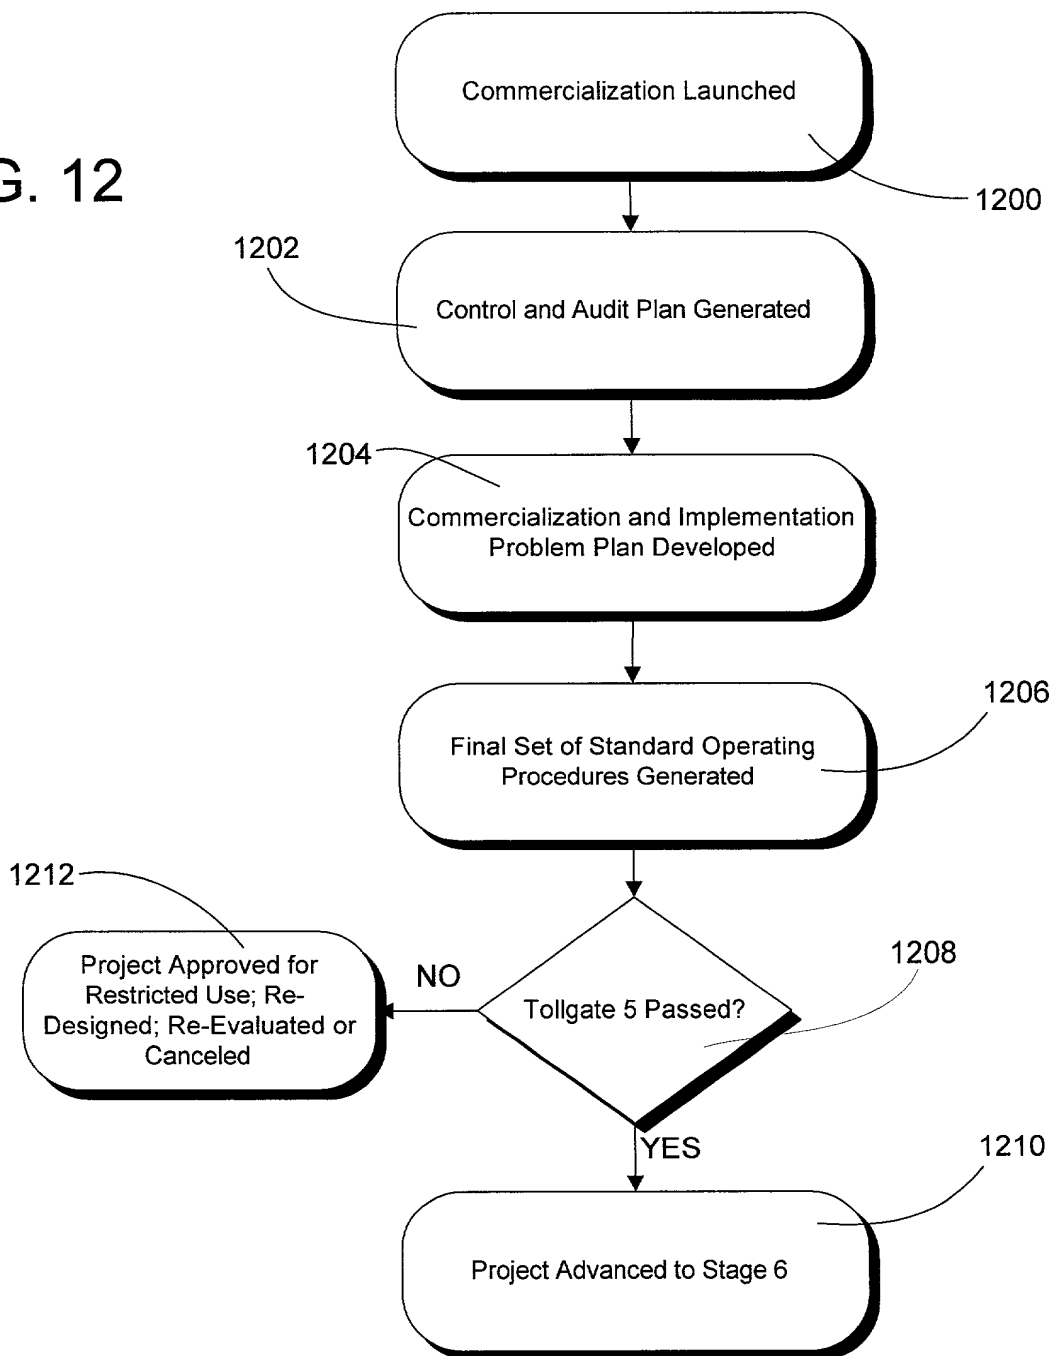 Commercialization Launched
G. 12
1200
1202
Control and Audit Plan Generated
1204
Commercialization and Implementation
Problem Plan Developed
1206
Final Set of Standard Operating
Procedures Generated
1212
Project Approved for
Restricted Use; Re-
Designed; Re-Evaluated or
Canceled
NO
1208
Tollgate 5 Passed?
YES
1210
Project Advanced to Stage 6